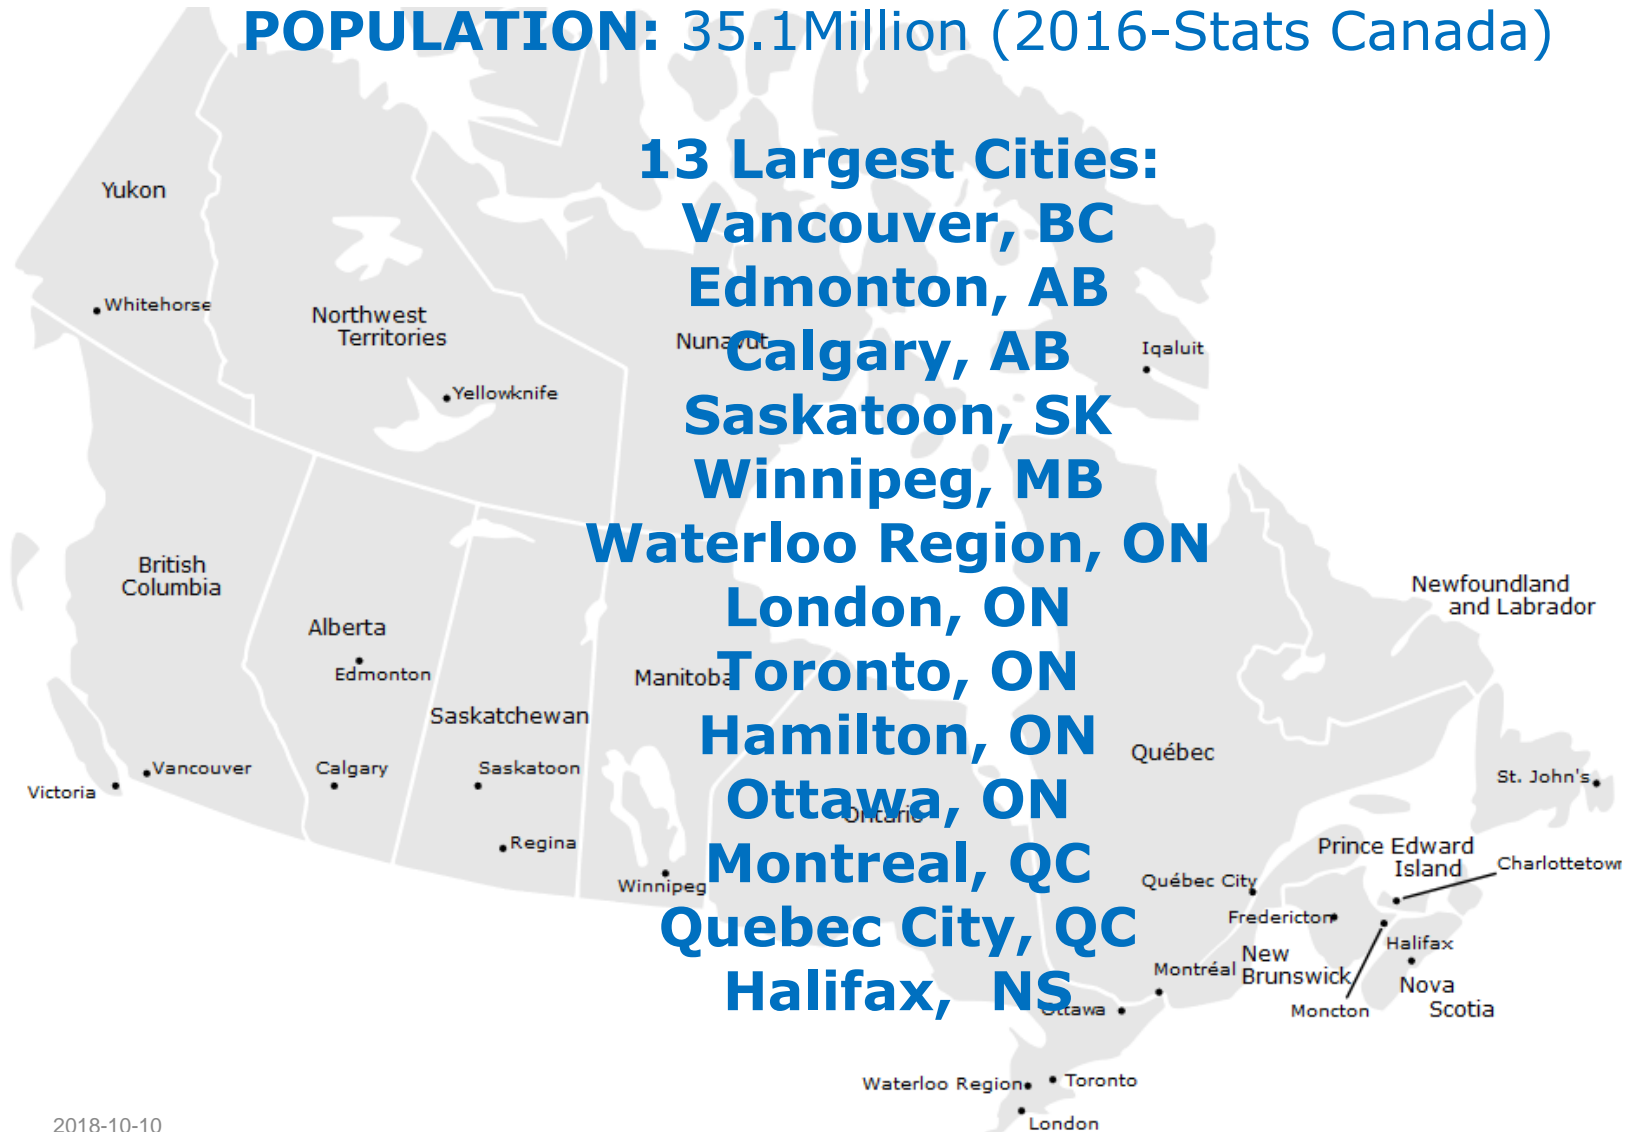 POPULATION: 35.1Million (2016-Stats Canada)
13 Largest Cities:
Vancouver, BC
Edmonton, AB
Calgary, AB
Saskatoon, SK
Winnipeg, MB
Waterloo Region, ON
London, ON
Toronto, ON
Hamilton, ON
Ottawa, ON
Montreal, QC
Quebec City, QC
Halifax, NS
Yukon
Whitehorse
Northwest
Territories
Yellowknife
Nunavut
Iqaluit
British
Columbia
Alberta
Edmonton
Saskatchewan
Manitoba
Vancouver
Victoria
Calgary
Saskatoon
Regina
Winnipeg
Ontario
Québec
Newfoundland
and Labrador
St. John's
Prince Edward
Island
Charlottetown
Québec City
Fredericton
Halifax
New
Brunswick
Montréal
Nova
Scotia
Moncton
Ottawa
Waterloo Region
Toronto
London
2018-10-10